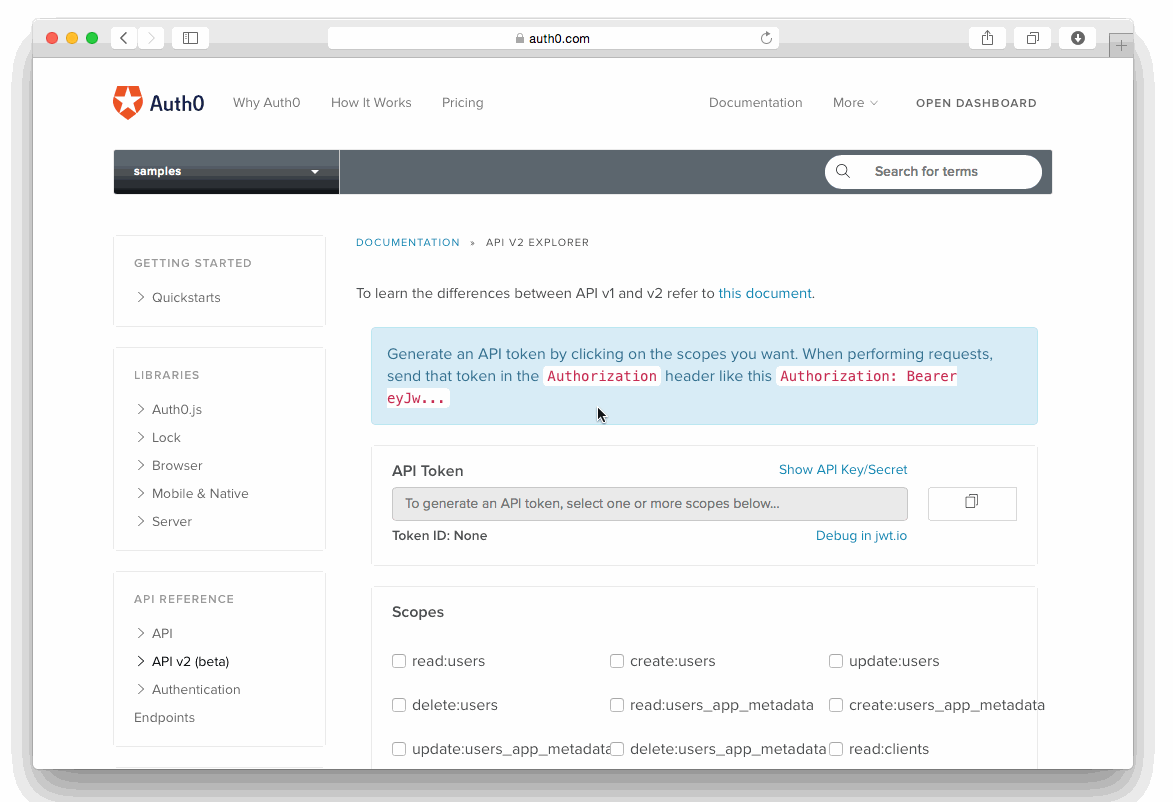 auth0.com
Auth0
Why Auth0
How It Works
Pricing
Documentation
More
OPEN DASHBOARD
samples
Search for terms
GETTING STARTED
Quickstarts
LIBRARIES
Auth0.js
Lock
Browser
Mobile & Native
Server
API REFERENCE
API
API v2 (beta)
Authentication
Endpoints
DOCUMENTATION » API V2 EXPLORER
To learn the differences between API v1 and v2 refer to this document.
Generate an API token by clicking on the scopes you want. When performing requests,
send that token in the Authorization header like this Authorization: Bearer
eyJw...
API Token
Show API Key/Secret
To generate an API token, select one or more scopes below...
Token ID: None
Debug in jwt.io
Scopes
read:users
create:users
update:users
delete:users
read:users_app_metadata
create:users_app_metadata
update:users_app_metadata
delete:users_app_metadata
read:clients